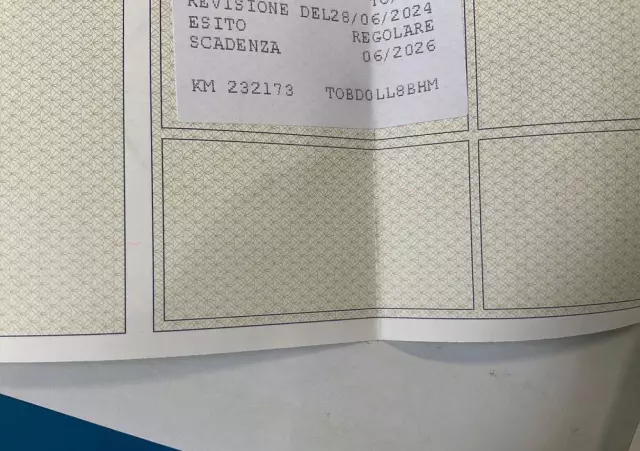 REVISIONE DEL28/06/2024
ESITO REGOLARE
SCADENZA 06/2026
KM 232173 TOBDOLL8BHM